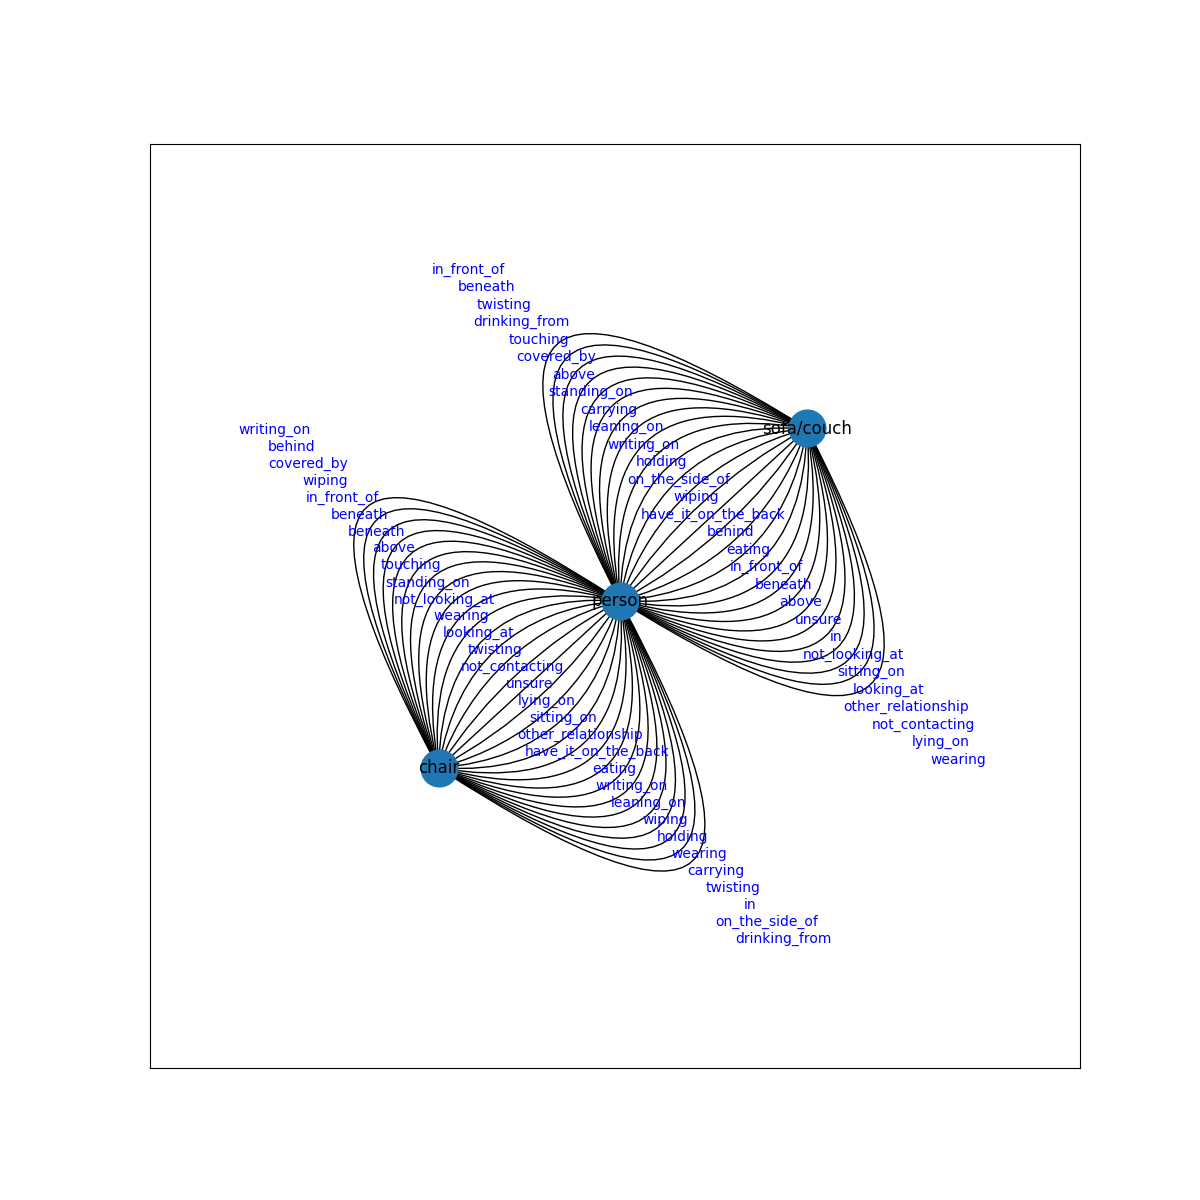 in_front_of
beneath
twisting
drinking_from
touching
covered_by
above
standing_on
carrying
leaning_on
writing_on
holding
on_the_side_of
wiping
have_it_on_the_back
behind
eating
in_front_of
beneath
above
unsure
in
not_looking_at
sitting_on
looking_at
other_relationship
not_contacting
lying_on
wearing
sofa/couch
person
chair
writing_on
behind
covered_by
wiping
in_front_of
beneath
beneath
above
touching
standing_on
not_looking_at
wearing
looking_at
twisting
not_contacting
unsure
lying_on
sitting_on
other_relationship
have_it_on_the_back
eating
writing_on
leaning_on
wiping
holding
wearing
carrying
twisting
in
on_the_side_of
drinking_from